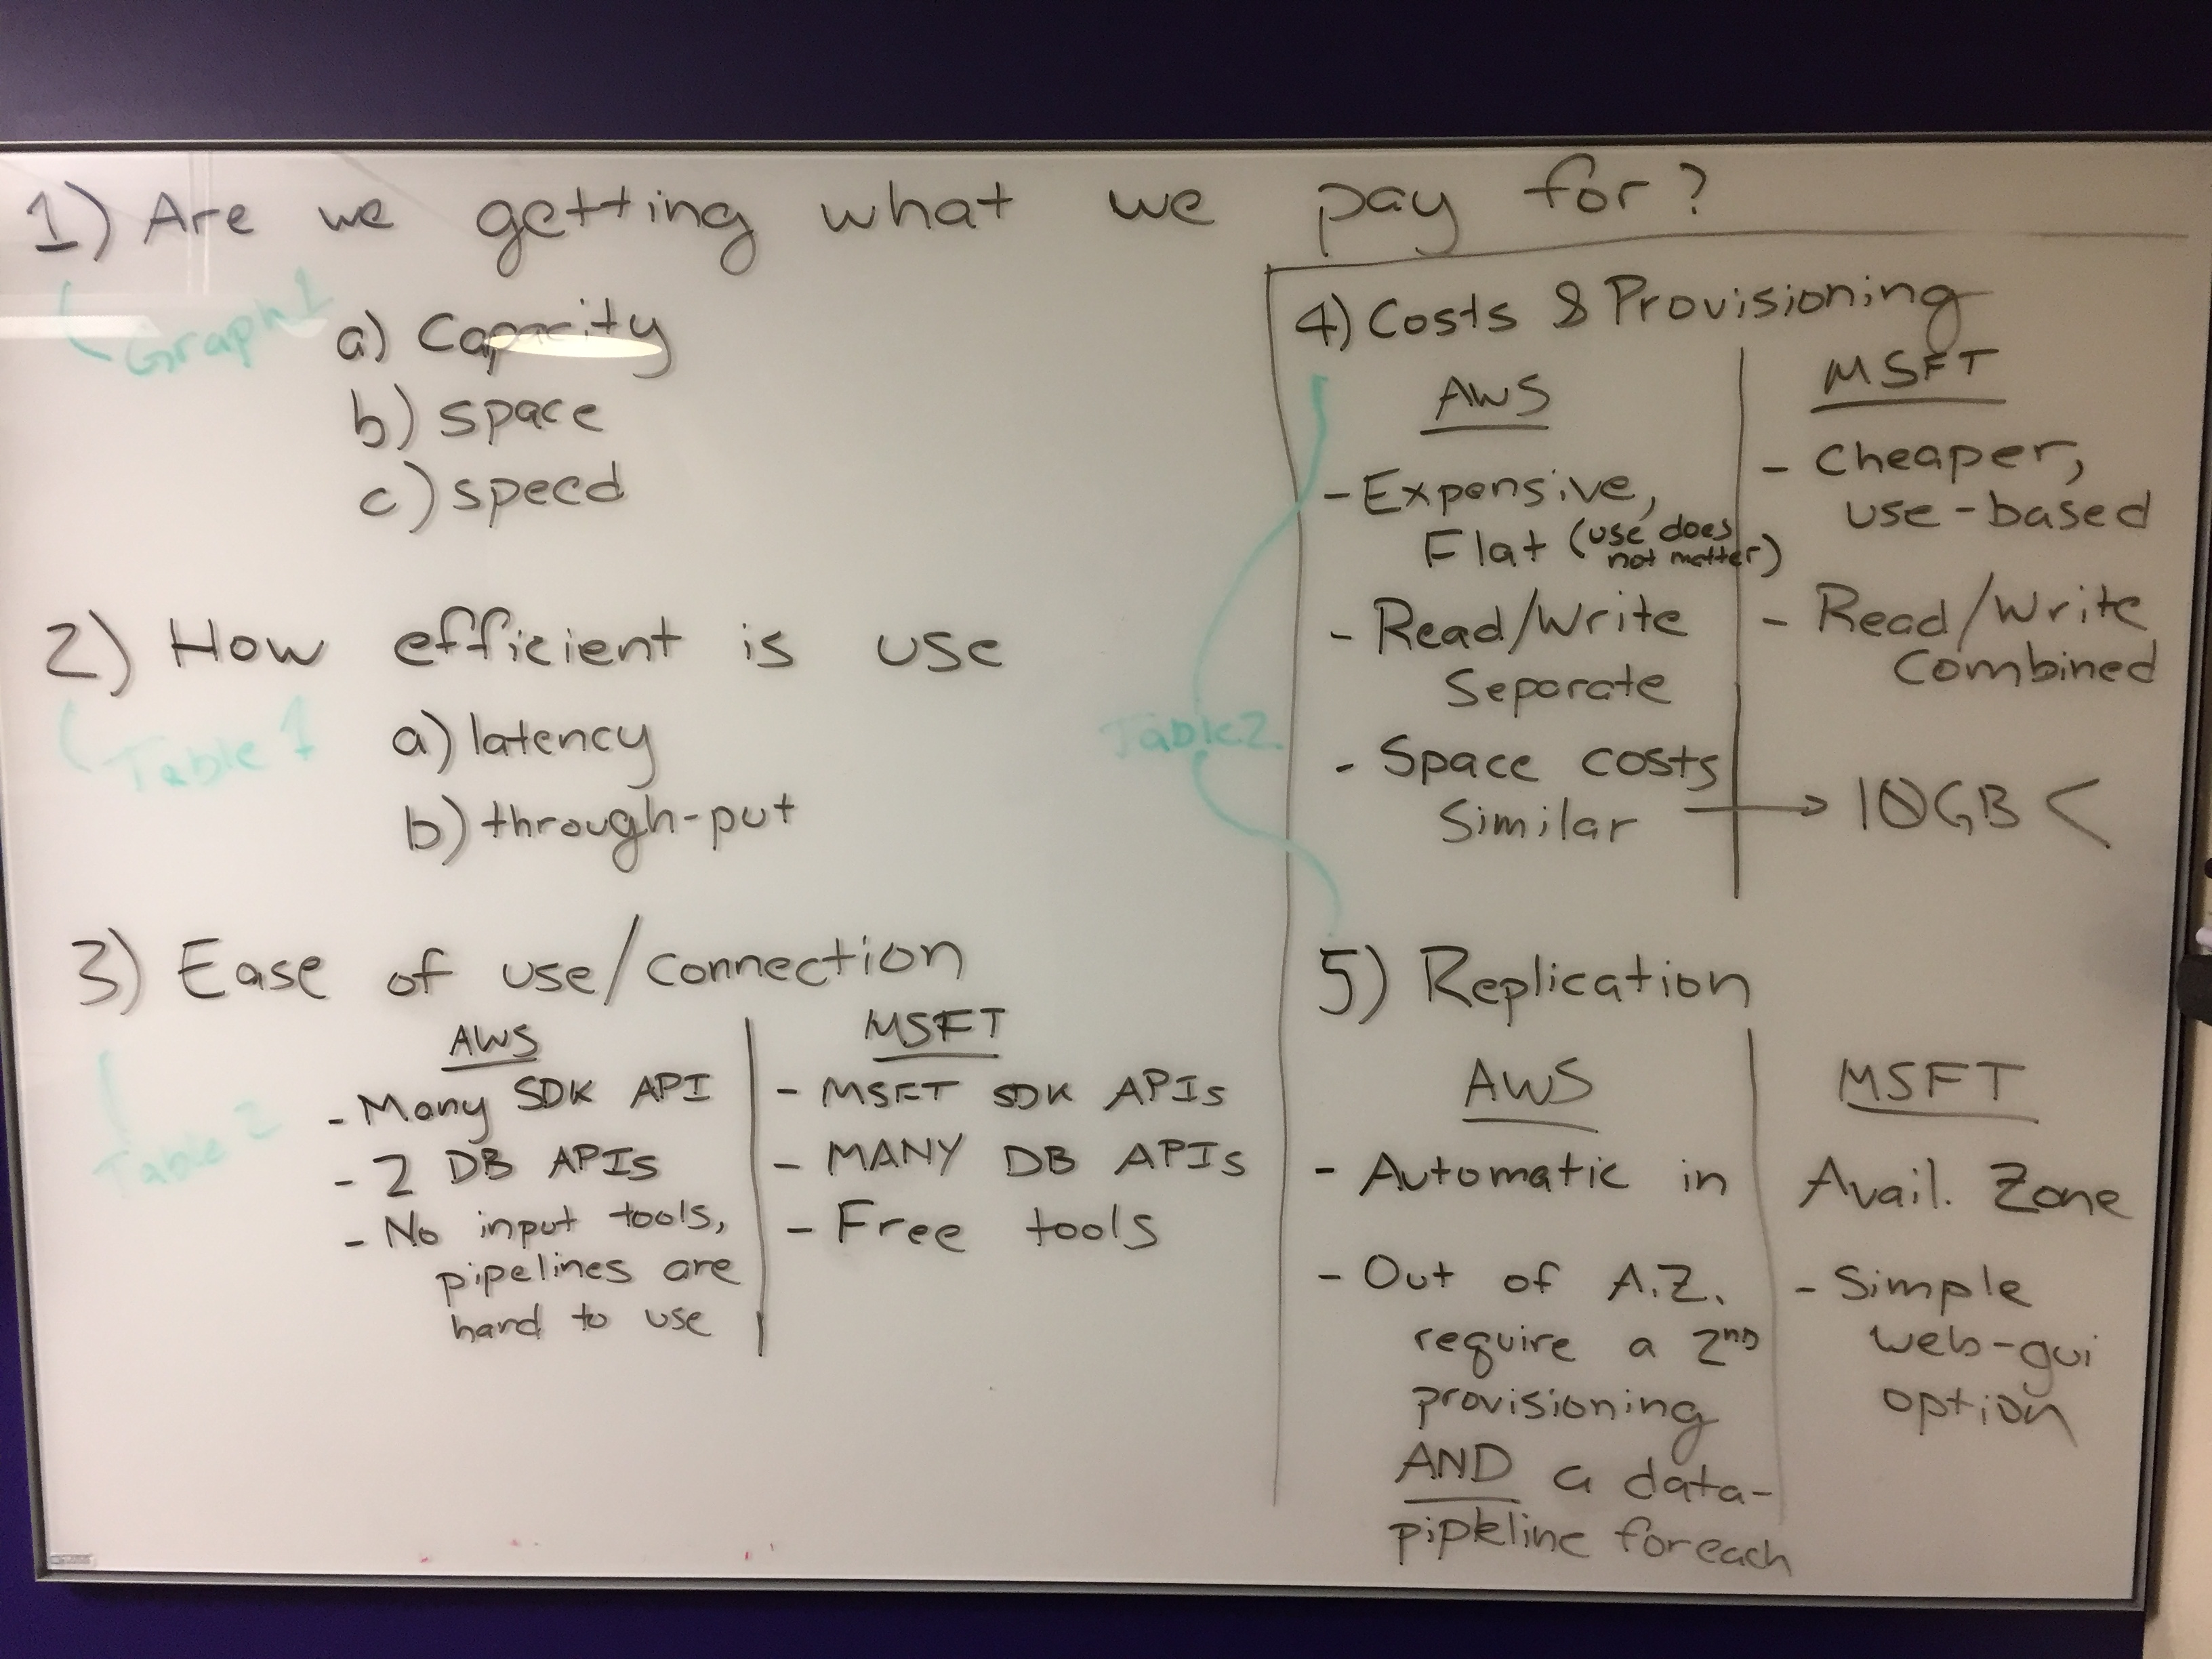 1) Are we getting what we pay for?
Graph 1
a) Capacity
b) space
c) speed
2) How efficient is use
Table 1
a) latency
b) through-put
3) Ease of use/connection
Table 2
AWS
- Many SDK API
- 2 DB APIs
- No input tools,
pipelines are
hard to use
MSFT
- MSFT SDK APIs
- MANY DB APIs
- Free tools
4) Costs & Provisioning
Table 2.
AWS
- Expensive,
Flat (use does
not matter)
- Read/Write
Separate
- Space costs
Similar → 10GB <
MSFT
- Cheaper,
use-based
- Read/Write
Combined
5) Replication
AWS
MSFT
- Automatic in Avail. Zone
- Out of A.Z.
require a 2nd
provisioning
AND a data-
pipeline foreach
- Simple
web-gui
option